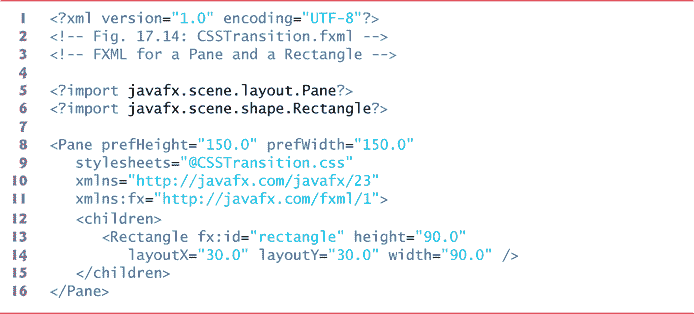 1 <?xml version="1.0" encoding="UTF-8"?>
2 <!-- Fig. 17.14: CSSTransition.fxml -->
3 <!-- FXML for a Pane and a Rectangle -->
4
5 <?import javafx.scene.layout.Pane?>
6 <?import javafx.scene.shape.Rectangle?>
7
8 <Pane prefHeight="150.0" prefWidth="150.0"
9    stylesheets="@CSSTransition.css"
10    xmlns="http://javafx.com/javafx/23"
11    xmlns:fx="http://javafx.com/fxml/1">
12    <children>
13       <Rectangle fx:id="rectangle" height="90.0"
14          layoutX="30.0" layoutY="30.0" width="90.0" />
15    </children>
16 </Pane>